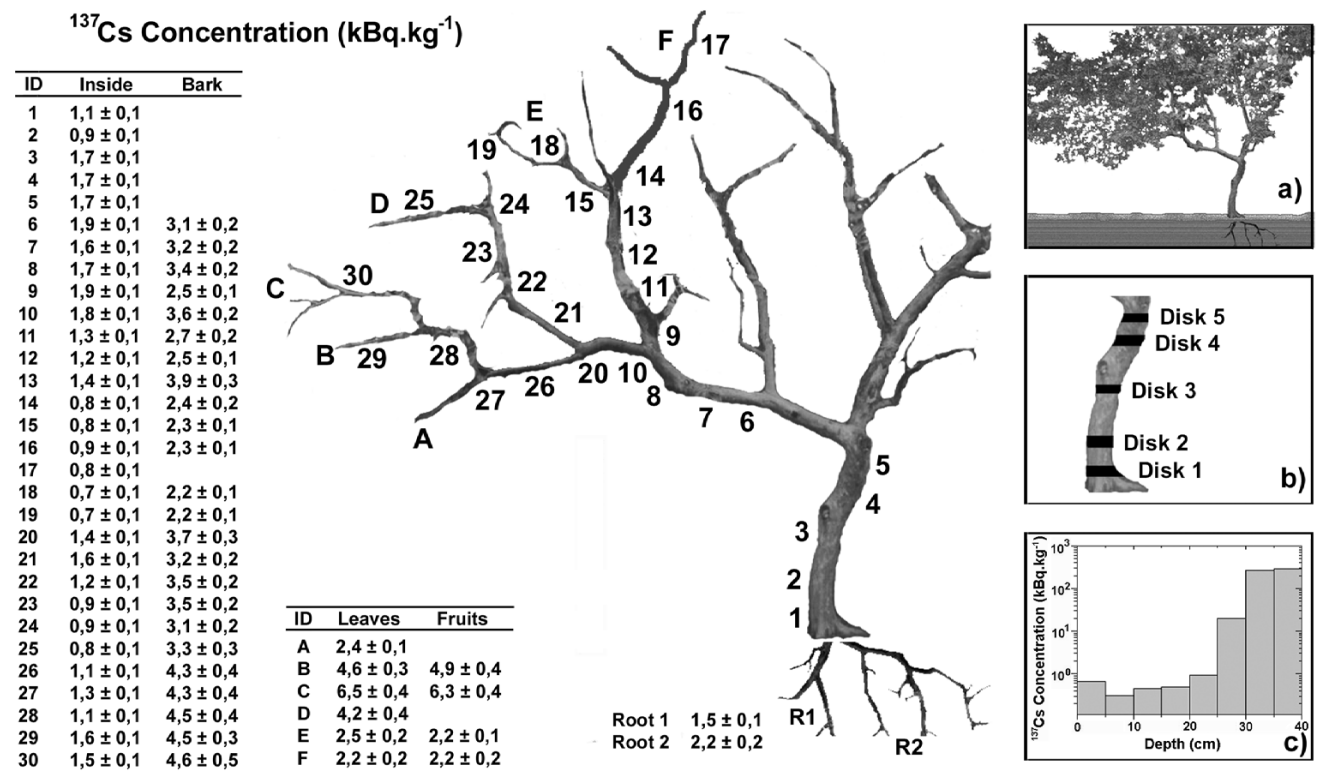 ¹³⁷Cs Concentration (kBq.kg⁻¹)
ID Inside Bark
1 1,1 ± 0,1
2 0,9 ± 0,1
3 1,7 ± 0,1
4 1,7 ± 0,1
5 1,7 ± 0,1
6 1,9 ± 0,1 3,1 ± 0,2
7 1,6 ± 0,1 3,2 ± 0,2
8 1,7 ± 0,1 3,4 ± 0,2
9 1,9 ± 0,1 2,5 ± 0,1
10 1,8 ± 0,1 3,6 ± 0,2
11 1,3 ± 0,1 2,7 ± 0,2
12 1,2 ± 0,1 2,5 ± 0,1
13 1,4 ± 0,1 3,9 ± 0,3
14 0,8 ± 0,1 2,4 ± 0,2
15 0,8 ± 0,1 2,3 ± 0,1
16 0,9 ± 0,1 2,3 ± 0,1
17 0,8 ± 0,1
18 0,7 ± 0,1 2,2 ± 0,1
19 0,7 ± 0,1 2,2 ± 0,1
20 1,4 ± 0,1 3,7 ± 0,3
21 1,6 ± 0,1 3,2 ± 0,2
22 1,2 ± 0,1 3,5 ± 0,2
23 0,9 ± 0,1 3,5 ± 0,2
24 0,9 ± 0,1 3,1 ± 0,2
25 0,8 ± 0,1 3,3 ± 0,3
26 1,1 ± 0,1 4,3 ± 0,4
27 1,3 ± 0,1 4,3 ± 0,4
28 1,1 ± 0,1 4,5 ± 0,4
29 1,6 ± 0,1 4,5 ± 0,3
30 1,5 ± 0,1 4,6 ± 0,5
F 17
16
E
19 18
14
15
D 25 24
13
23 12
C 30 22 11
21 9
B 29 28
20 10
27 26 8
7 6
A
5
4
3
2
1
R1
R2
ID Leaves Fruits
A 2,4 ± 0,1
B 4,6 ± 0,3 4,9 ± 0,4
C 6,5 ± 0,4 6,3 ± 0,4
D 4,2 ± 0,4
E 2,5 ± 0,2 2,2 ± 0,1
F 2,2 ± 0,2 2,2 ± 0,2
Root 1 1,5 ± 0,1
Root 2 2,2 ± 0,2
a)
Disk 5
Disk 4
Disk 3
Disk 2
Disk 1
b)
¹³⁷Cs Concentration (kBq.kg⁻¹)
10³
10²
10¹
10⁰
0 10 20 30 40
Depth (cm)
c)